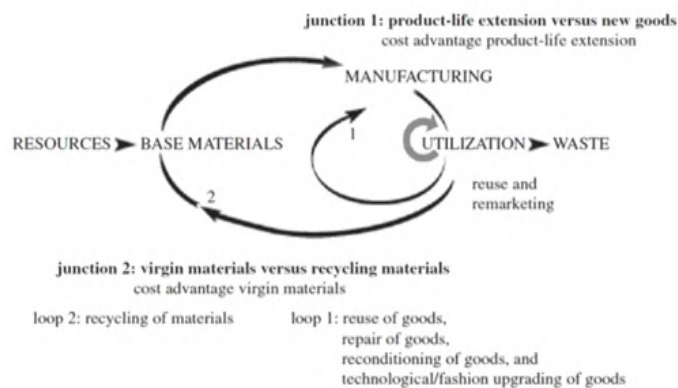 junction 1: product-life extension versus new goods
cost advantage product-life extension
MANUFACTURING
1
RESOURCES
BASE MATERIALS
UTILIZATION
WASTE
2
reuse and
remarketing
junction 2: virgin materials versus recycling materials
cost advantage virgin materials
loop 2: recycling of materials
loop 1: reuse of goods,
repair of goods,
reconditioning of goods, and
technological/fashion upgrading of goods